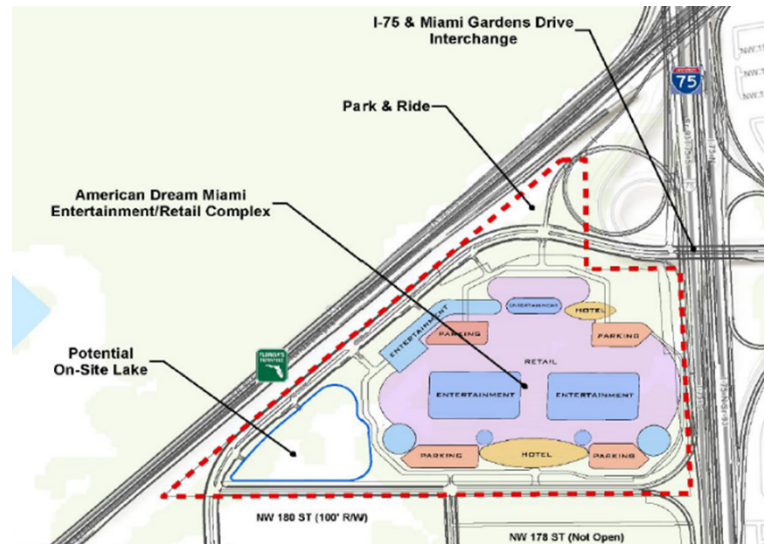 I-75 & Miami Gardens Drive
Interchange
75
Park & Ride
American Dream Miami
Entertainment/Retail Complex
ENTERTAINMENT
ENTERTAINMENT
HOTEL
PARKING
PARKING
RETAIL
Potential
On-Site Lake
ENTERTAINMENT
ENTERTAINMENT
PARKING
HOTEL
PARKING
NW 180 ST (100' R/W)
NW 178 ST (Not Open)